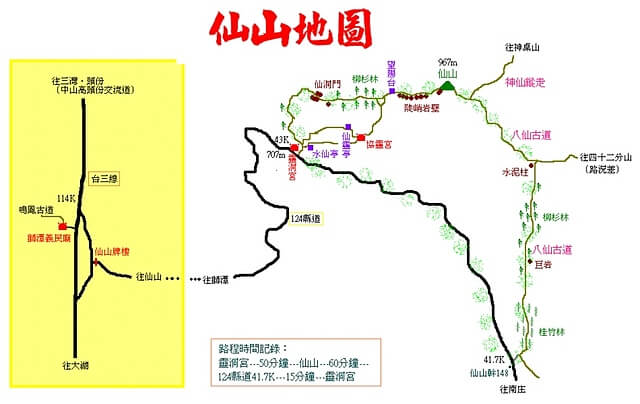 仙山地圖
往三灣、頭份
(中山高頭份交流道)
台三線
114K
鳴鳳古道
師潭義民廟
仙山牌樓
往仙山
往師潭
往大湖
124縣道
43K
707m
靈洞宮
水仙亭
仙靈亭
協靈宮
仙洞門
柳杉林
望陽台
陡峭岩壁
967m
仙山
往神桌山
神仙縱走
八仙古道
往四十二份山
(路況差)
水泥柱
柳杉林
八仙古道
巨岩
桂竹林
41.7K
仙山幹148
往南庄
路程時間記錄：
靈洞宮---50分鐘---仙山---60分鐘---
124縣道41.7K---15分鐘---靈洞宮